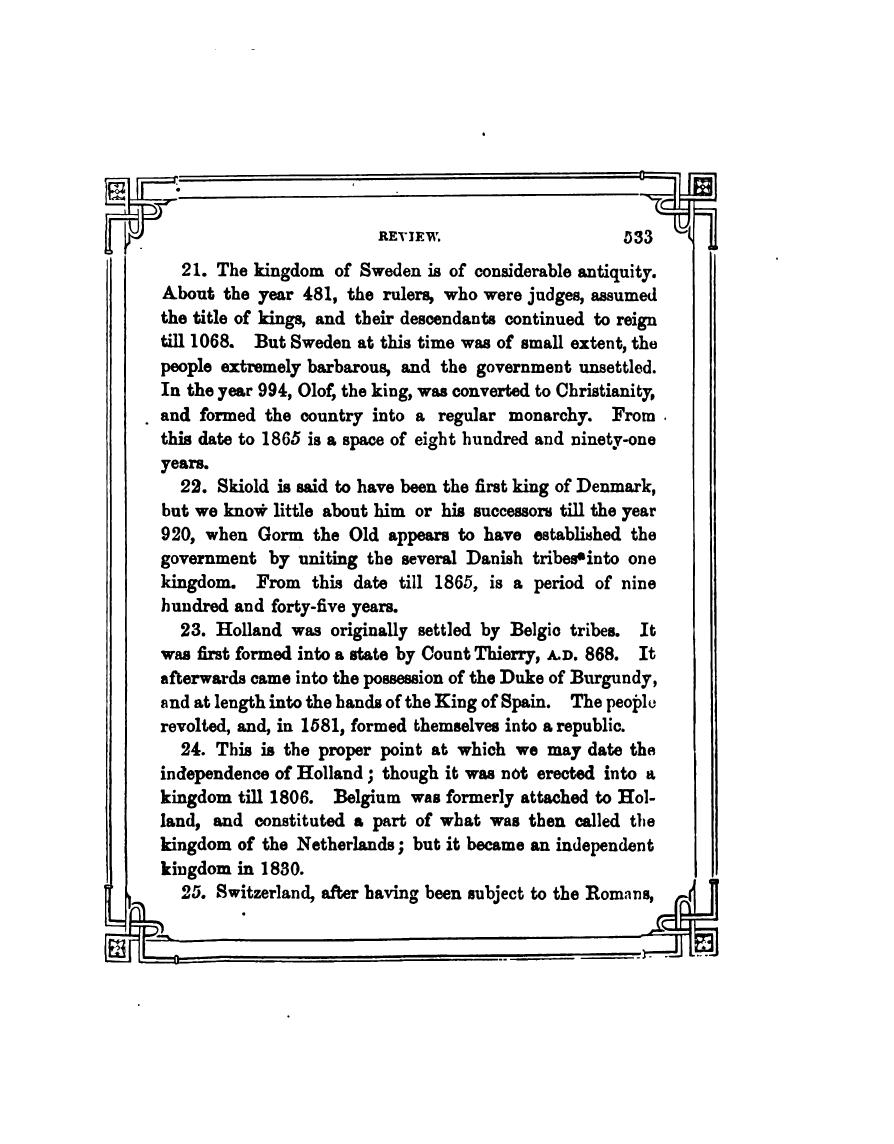 REVIEW. 533
21. The kingdom of Sweden is of considerable antiquity.
About the year 481, the rulers, who were judges, assumed
the title of kings, and their descendants continued to reign
till 1068. But Sweden at this time was of small extent, the
people extremely barbarous, and the government unsettled.
In the year 994, Olof, the king, was converted to Christianity,
and formed the country into a regular monarchy. From
this date to 1865 is a space of eight hundred and ninety-one
years.
22. Skiold is said to have been the first king of Denmark,
but we know little about him or his successors till the year
920, when Gorm the Old appears to have established the
government by uniting the several Danish tribes into one
kingdom. From this date till 1865, is a period of nine
hundred and forty-five years.
23. Holland was originally settled by Belgic tribes. It
was first formed into a state by Count Thierry, A.D. 868. It
afterwards came into the possession of the Duke of Burgundy,
and at length into the hands of the King of Spain. The people
revolted, and, in 1581, formed themselves into a republic.
24. This is the proper point at which we may date the
independence of Holland; though it was not erected into a
kingdom till 1806. Belgium was formerly attached to Hol-
land, and constituted a part of what was then called the
kingdom of the Netherlands; but it became an independent
kingdom in 1830.
25. Switzerland, after having been subject to the Romans,